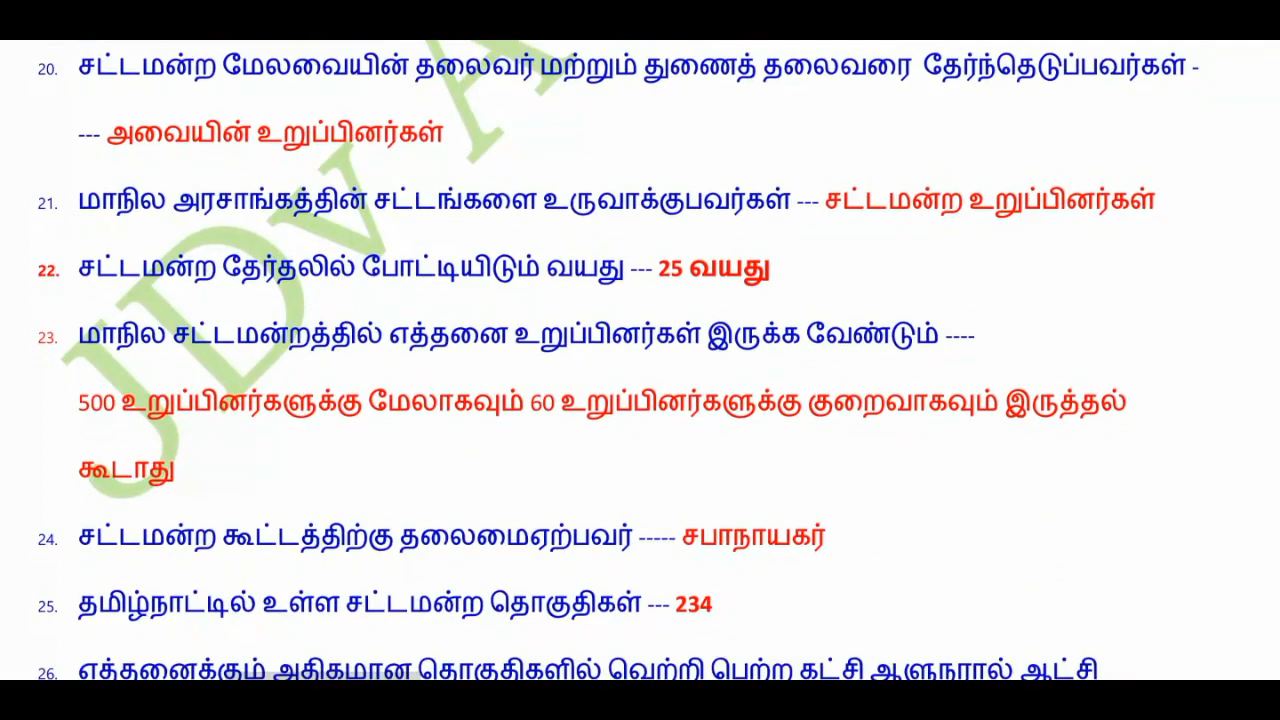 20. சட்டமன்ற மேலவையின் தலைவர் மற்றும் துணைத் தலைவரை தேர்ந்தெடுப்பவர்கள் -
--- அவையின் உறுப்பினர்கள்
21. மாநில அரசாங்கத்தின் சட்டங்களை உருவாக்குபவர்கள் --- சட்டமன்ற உறுப்பினர்கள்
22. சட்டமன்ற தேர்தலில் போட்டியிடும் வயது --- 25 வயது
23. மாநில சட்டமன்றத்தில் எத்தனை உறுப்பினர்கள் இருக்க வேண்டும் ----
500 உறுப்பினர்களுக்கு மேலாகவும் 60 உறுப்பினர்களுக்கு குறைவாகவும் இருத்தல்
கூடாது
24. சட்டமன்ற கூட்டத்திற்கு தலைமைஏற்பவர் ----- சபாநாயகர்
25. தமிழ்நாட்டில் உள்ள சட்டமன்ற தொகுதிகள் --- 234
26. எத்தனைக்கும் அதிகமான தொகுதிகளில் வெற்றி பெற்ற கட்சி ஆளுநரால் ஆட்சி
JDv A